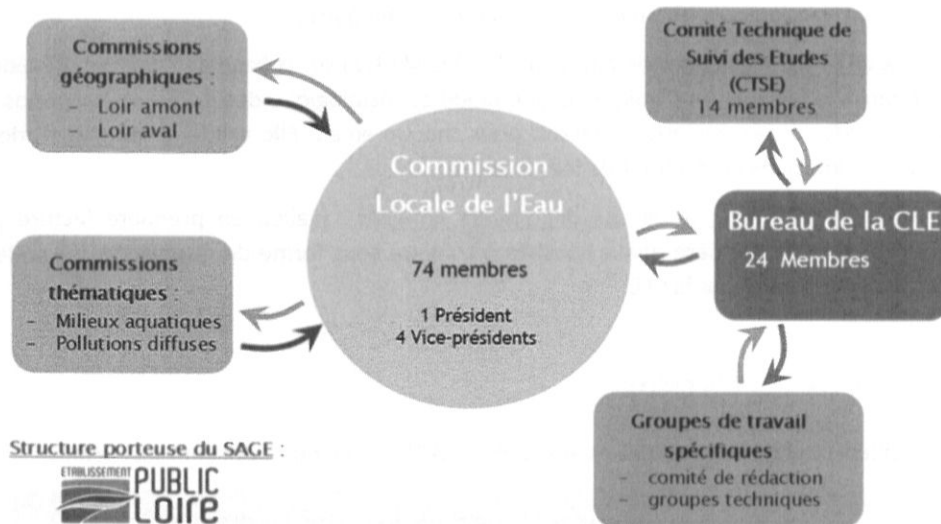 Commissions
géographiques :
- Loir amont
- Loir aval
Commissions
thématiques :
- Milieux aquatiques
- Pollutions diffuses
Commission
Locale de l'Eau
74 membres
1 Président
4 Vice-présidents
Comité Technique de
Suivi des Etudes
(CTSE)
14 membres
Bureau de la CLE
24 Membres
Groupes de travail
spécifiques
- comité de rédaction
- groupes techniques
Structure porteuse du SAGE :
ETABLISSEMENT
PUBLIC
LOIRE